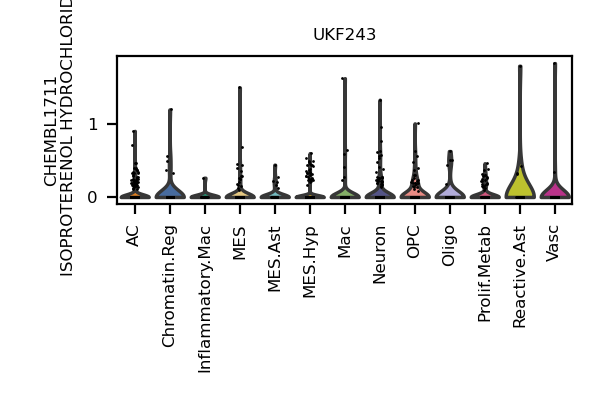 UKF243
CHEMBL1711
ISOPROTERENOL HYDROCHLORID
1
0
AC
Chromatin.Reg
Inflammatory.Mac
MES
MES.Ast
MES.Hyp
Mac
Neuron
OPC
Oligo
Prolif.Metab
Reactive.Ast
Vasc